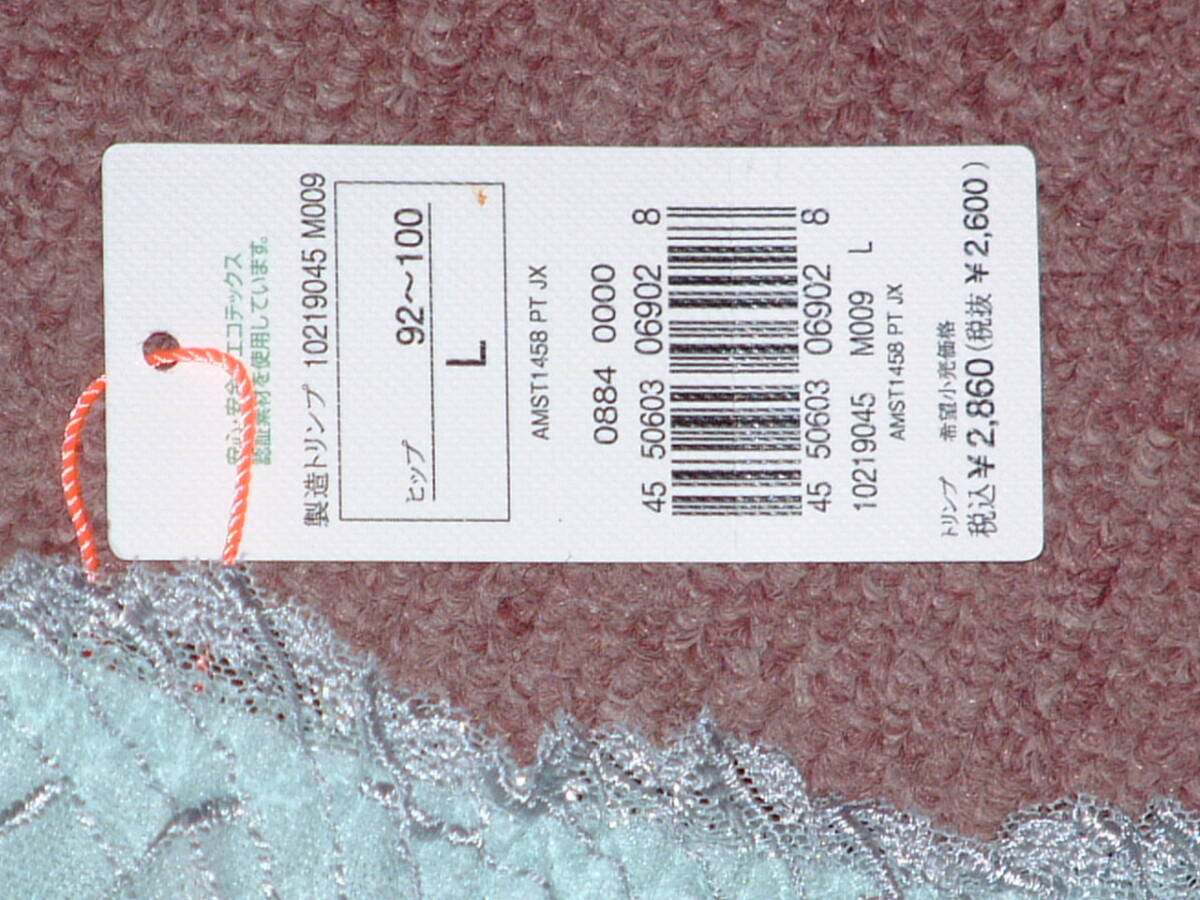 安心・安全 エコテックス
認証素材を使用しています。
製造トリンプ 10219045 M009
ヒップ 92〜100
L
AMST1458 PT JX
0884 0000
45 50603 06902 8
45 50603 06902 8
10219045 M009 L
AMST1458 PT JX
トリンプ 希望小売価格
税込¥2,860(税抜 ¥2,600)